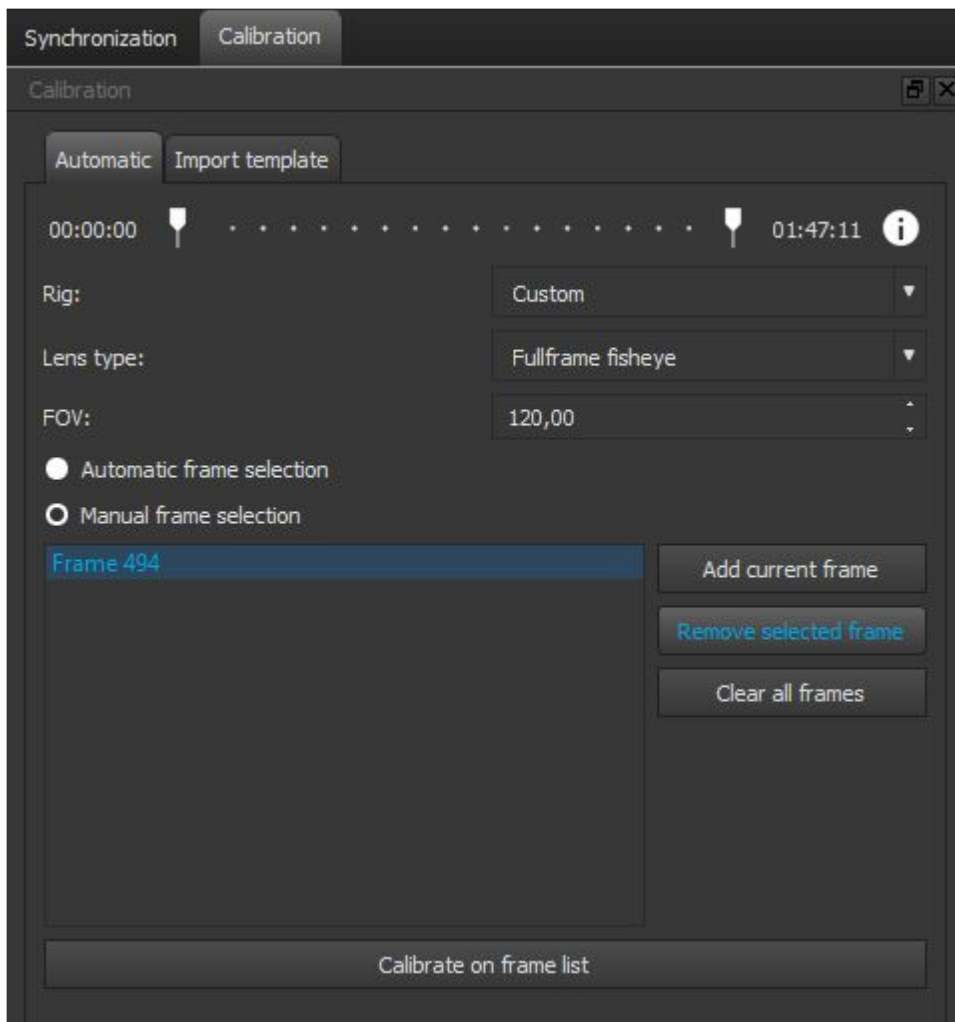 Synchronization Calibration
Calibration
Automatic Import template
00:00:00 01:47:11 i
Rig: Custom
Lens type: Fullframe fisheye
FOV: 120,00
Automatic frame selection
Manual frame selection
Frame 494
Add current frame
Remove selected frame
Clear all frames
Calibrate on frame list